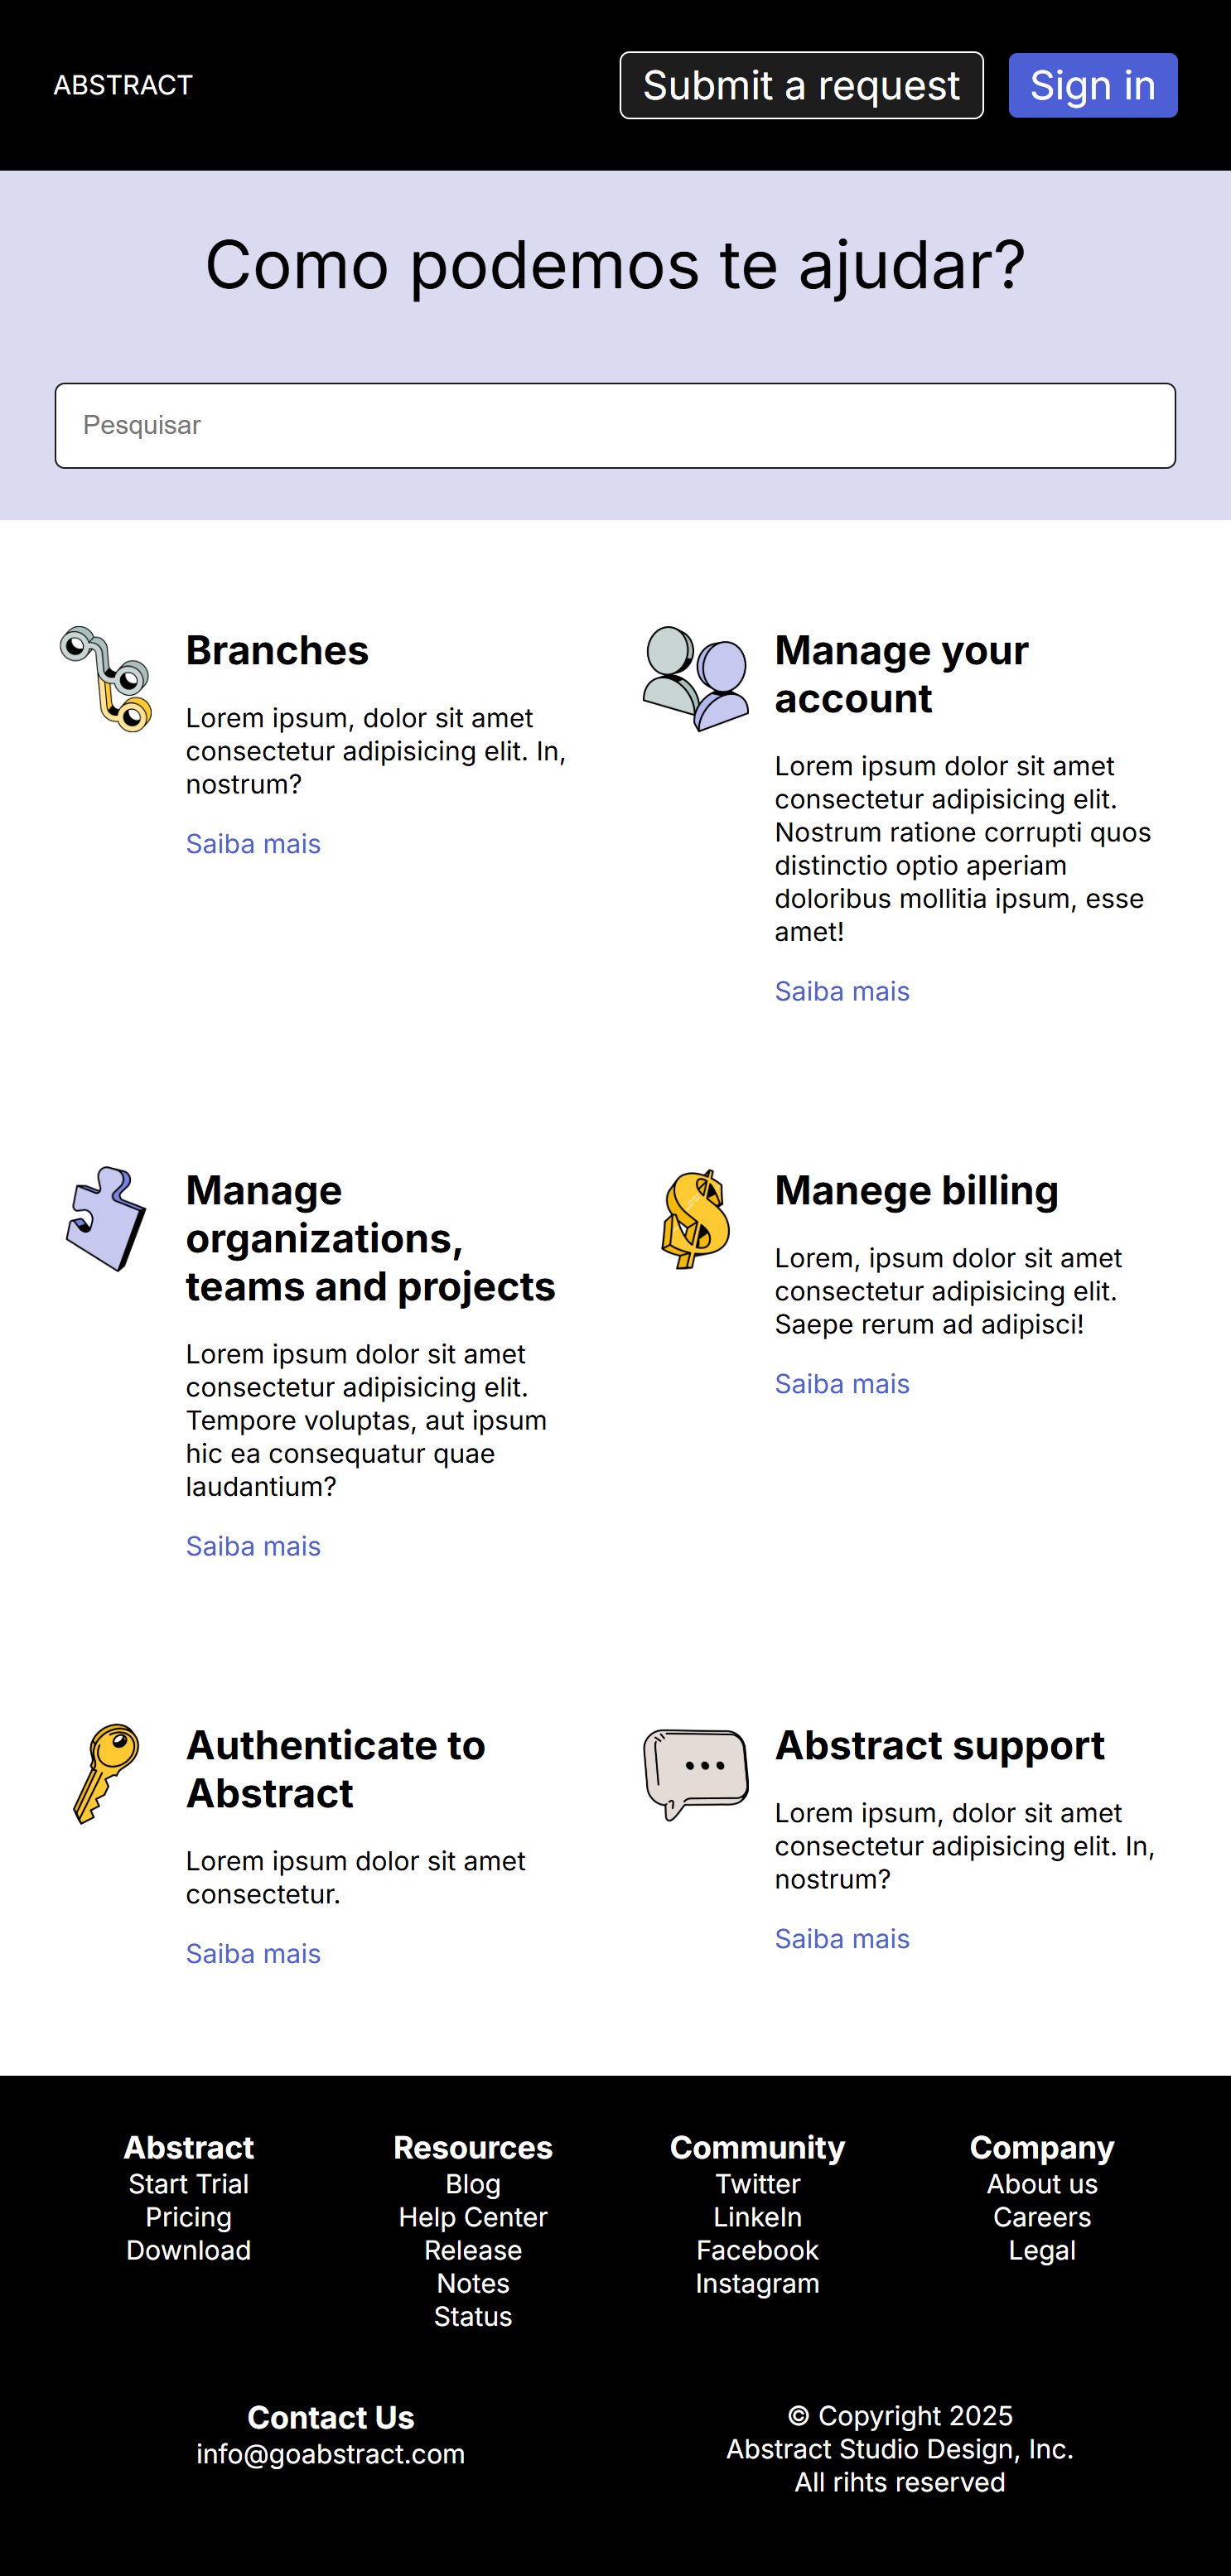 ABSTRACT
Submit a request
Sign in
Como podemos te ajudar?
Pesquisar
Branches
Lorem ipsum, dolor sit amet
consectetur adipisicing elit. In,
nostrum?
Saiba mais
Manage your
account
Lorem ipsum dolor sit amet
consectetur adipisicing elit.
Nostrum ratione corrupti quos
distinctio optio aperiam
doloribus mollitia ipsum, esse
amet!
Saiba mais
Manage
organizations,
teams and projects
Lorem ipsum dolor sit amet
consectetur adipisicing elit.
Tempore voluptas, aut ipsum
hic ea consequatur quae
laudantium?
Saiba mais
Manege billing
Lorem, ipsum dolor sit amet
consectetur adipisicing elit.
Saepe rerum ad adipisci!
Saiba mais
Authenticate to
Abstract
Lorem ipsum dolor sit amet
consectetur.
Saiba mais
Abstract support
Lorem ipsum, dolor sit amet
consectetur adipisicing elit. In,
nostrum?
Saiba mais
Abstract
Start Trial
Pricing
Download
Resources
Blog
Help Center
Release
Notes
Status
Community
Twitter
LinkeIn
Facebook
Instagram
Company
About us
Careers
Legal
Contact Us
info@goabstract.com
© Copyright 2025
Abstract Studio Design, Inc.
All rihts reserved